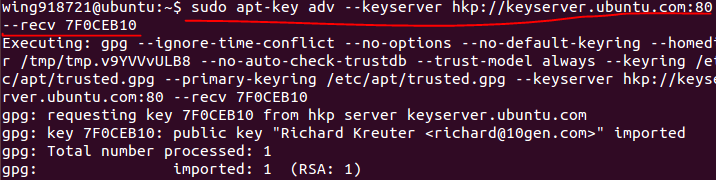 wing918721@ubuntu:~$ sudo apt-key adv --keyserver hkp://keyserver.ubuntu.com:80
--recv 7F0CEB10
Executing: gpg --ignore-time-conflict --no-options --no-default-keyring --homedi
r /tmp/tmp.v9YVVvULB8 --no-auto-check-trustdb --trust-model always --keyring /et
c/apt/trusted.gpg --primary-keyring /etc/apt/trusted.gpg --keyserver hkp://keyse
rver.ubuntu.com:80 --recv 7F0CEB10
gpg: requesting key 7F0CEB10 from hkp server keyserver.ubuntu.com
gpg: key 7F0CEB10: public key "Richard Kreuter <richard@10gen.com>" imported
gpg: Total number processed: 1
gpg:               imported: 1  (RSA: 1)